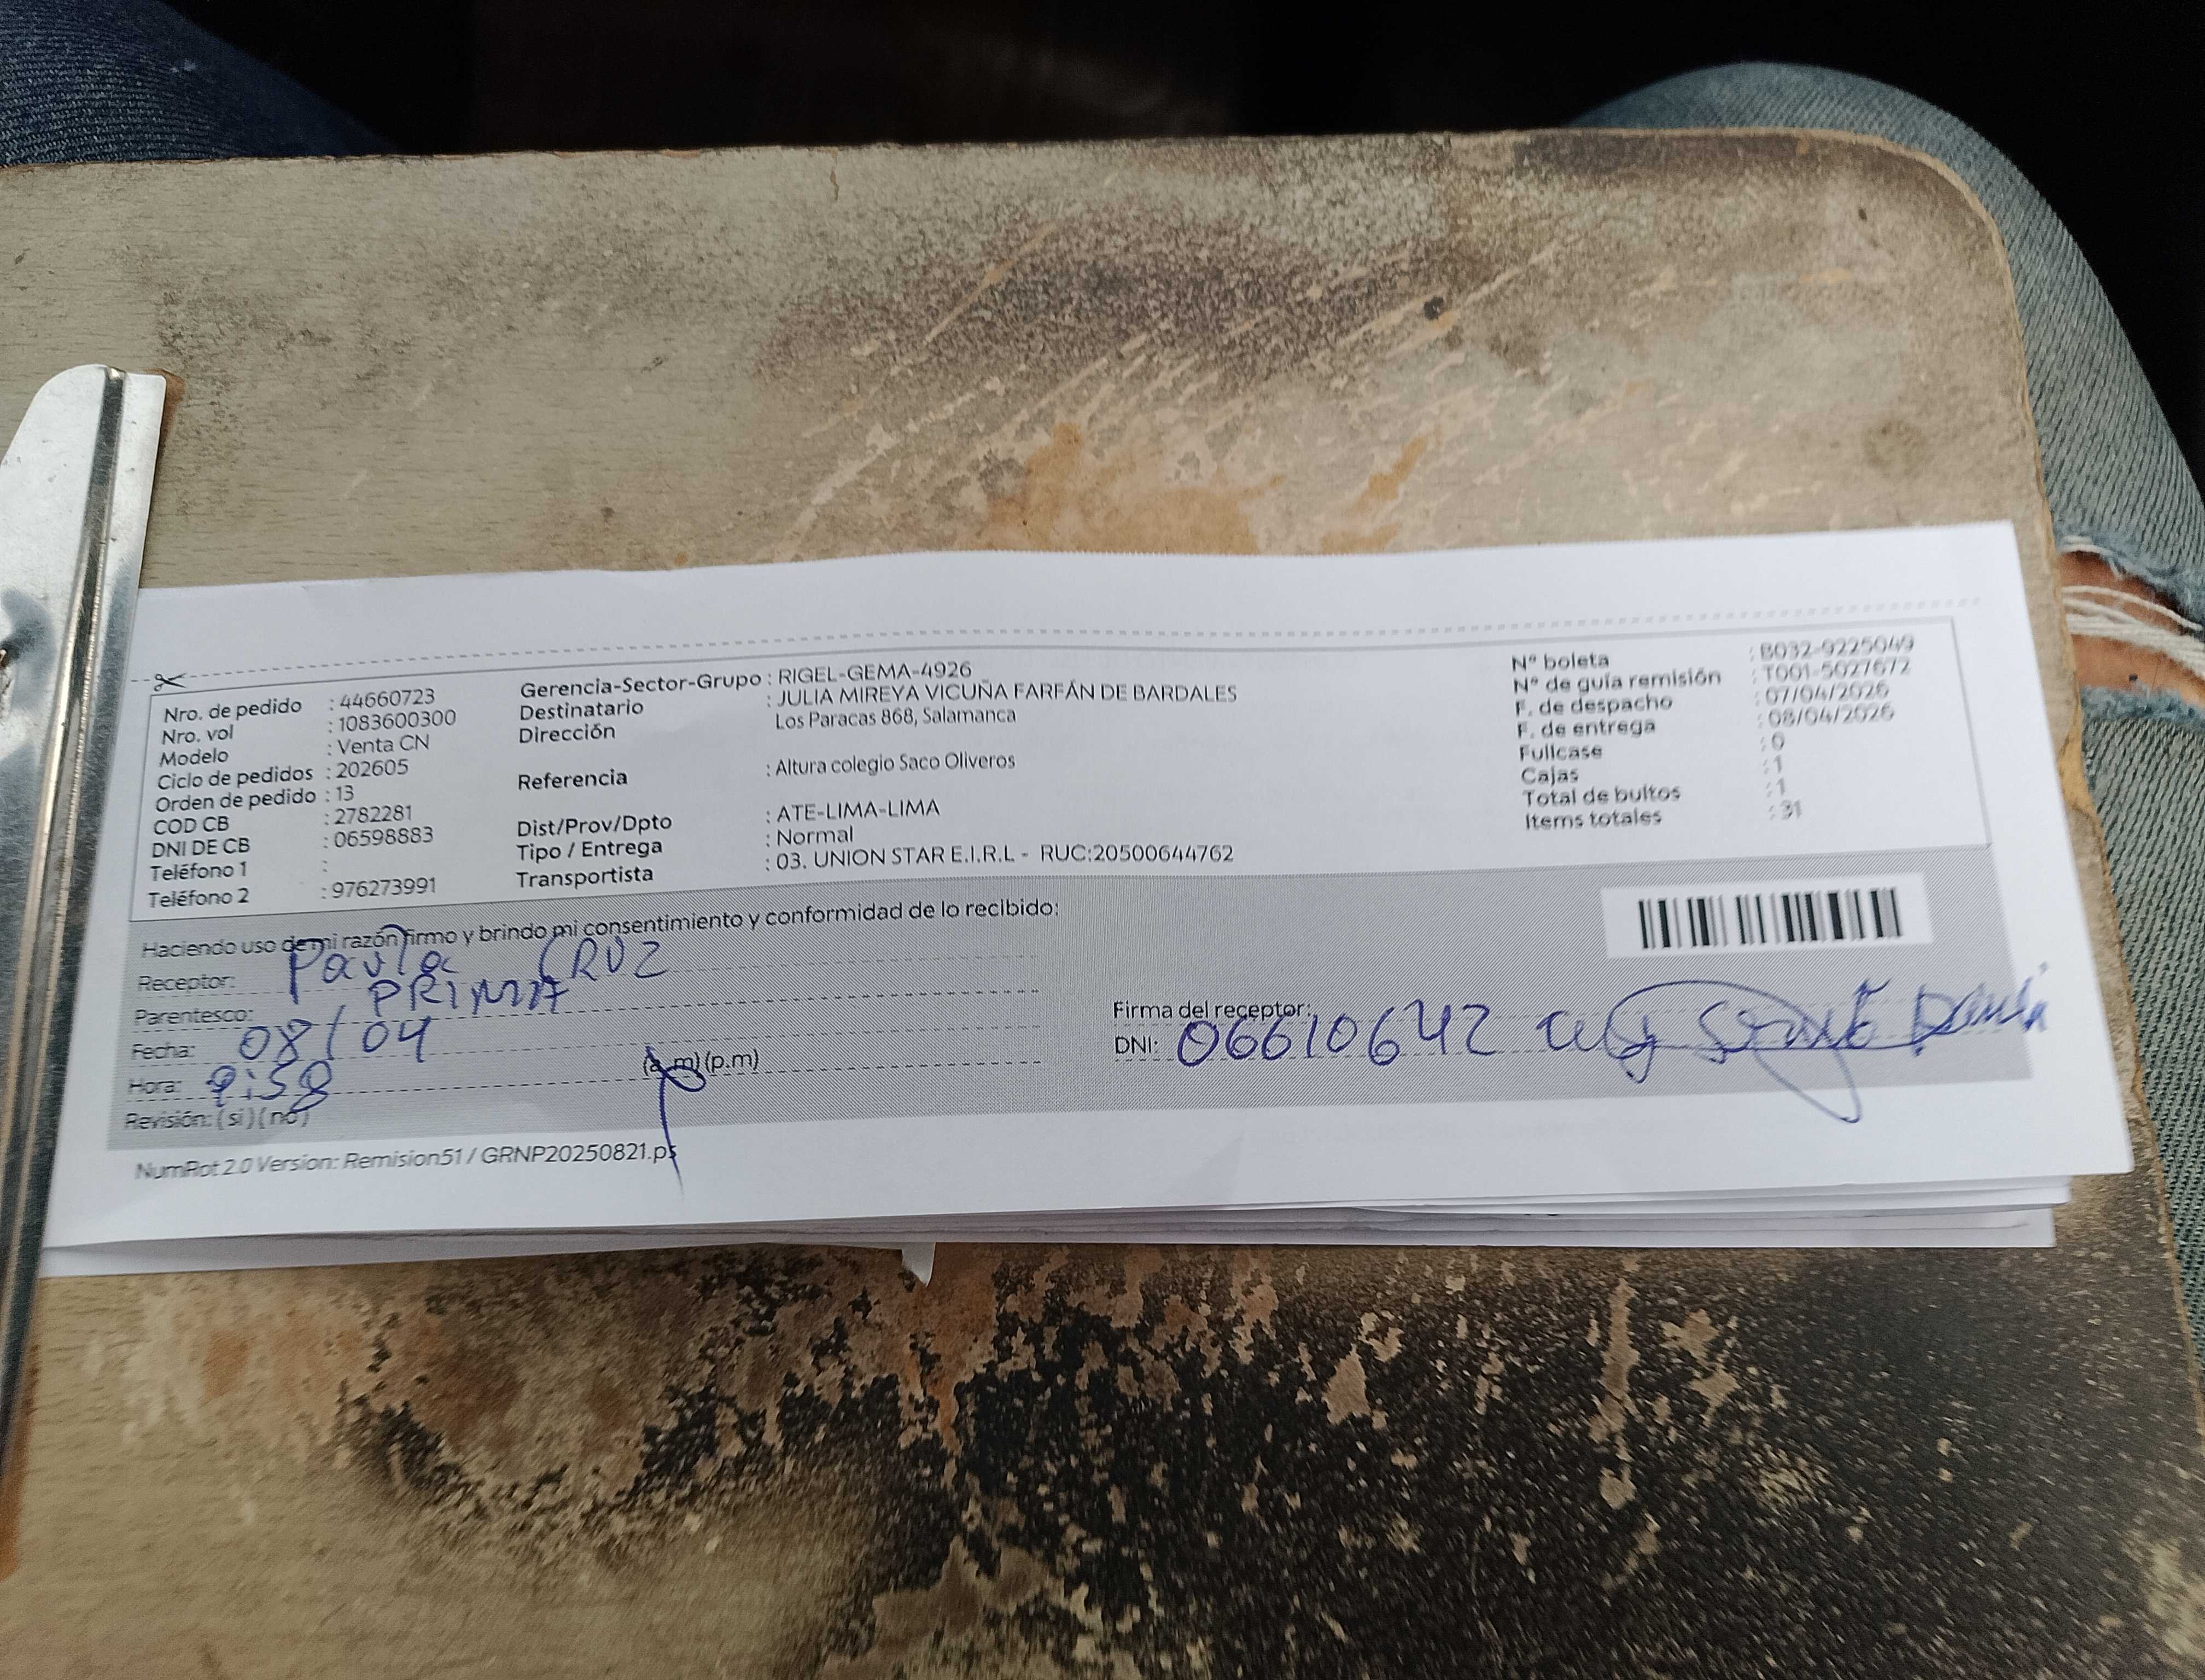 Nro. de pedido : 44660723
Nro. vol : 1083600300
Modelo : Venta CN
Ciclo de pedidos : 202605
Orden de pedido : 13
COD CB : 2782281
DNI DE CB : 06598883
Teléfono 1 :
Teléfono 2 : 976273991
Gerencia-Sector-Grupo : RIGEL-GEMA-4926
Destinatario : JULIA MIREYA VICUÑA FARFÁN DE BARDALES
Dirección Los Paracas 868, Salamanca
Referencia : Altura colegio Saco Oliveros
Dist/Prov/Dpto : ATE-LIMA-LIMA
Tipo / Entrega : Normal
Transportista : 03. UNION STAR E.I.R.L - RUC:20500644762
N° boleta : B032-9225049
N° de guía remisión : T001-5027672
F. de despacho : 07/04/2026
F. de entrega : 08/04/2026
Fullcase : 0
Cajas : 1
Total de bultos : 1
Items totales : 31
Haciendo uso de mi razón firmo y brindo mi consentimiento y conformidad de lo recibido:
Receptor: Paula CRUZ
Parentesco: PRIMA
Fecha: 08/04
Hora: 9:58 (a.m) (p.m)
Revisión: (si) (no)
Firma del receptor:
DNI: 06610642
NumRot 2.0 Version: Remision51 / GRNP20250821.ps